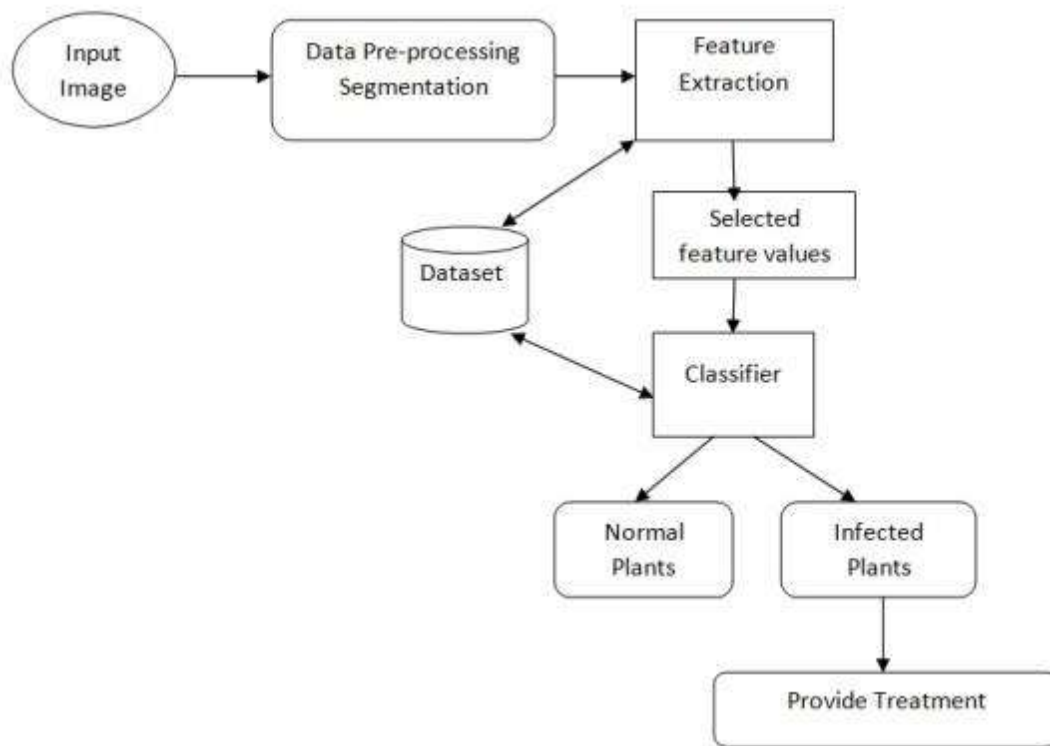 Input
Image
Data Pre-processing
Segmentation
Feature
Extraction
Selected
feature values
Dataset
Classifier
Normal
Plants
Infected
Plants
Provide Treatment